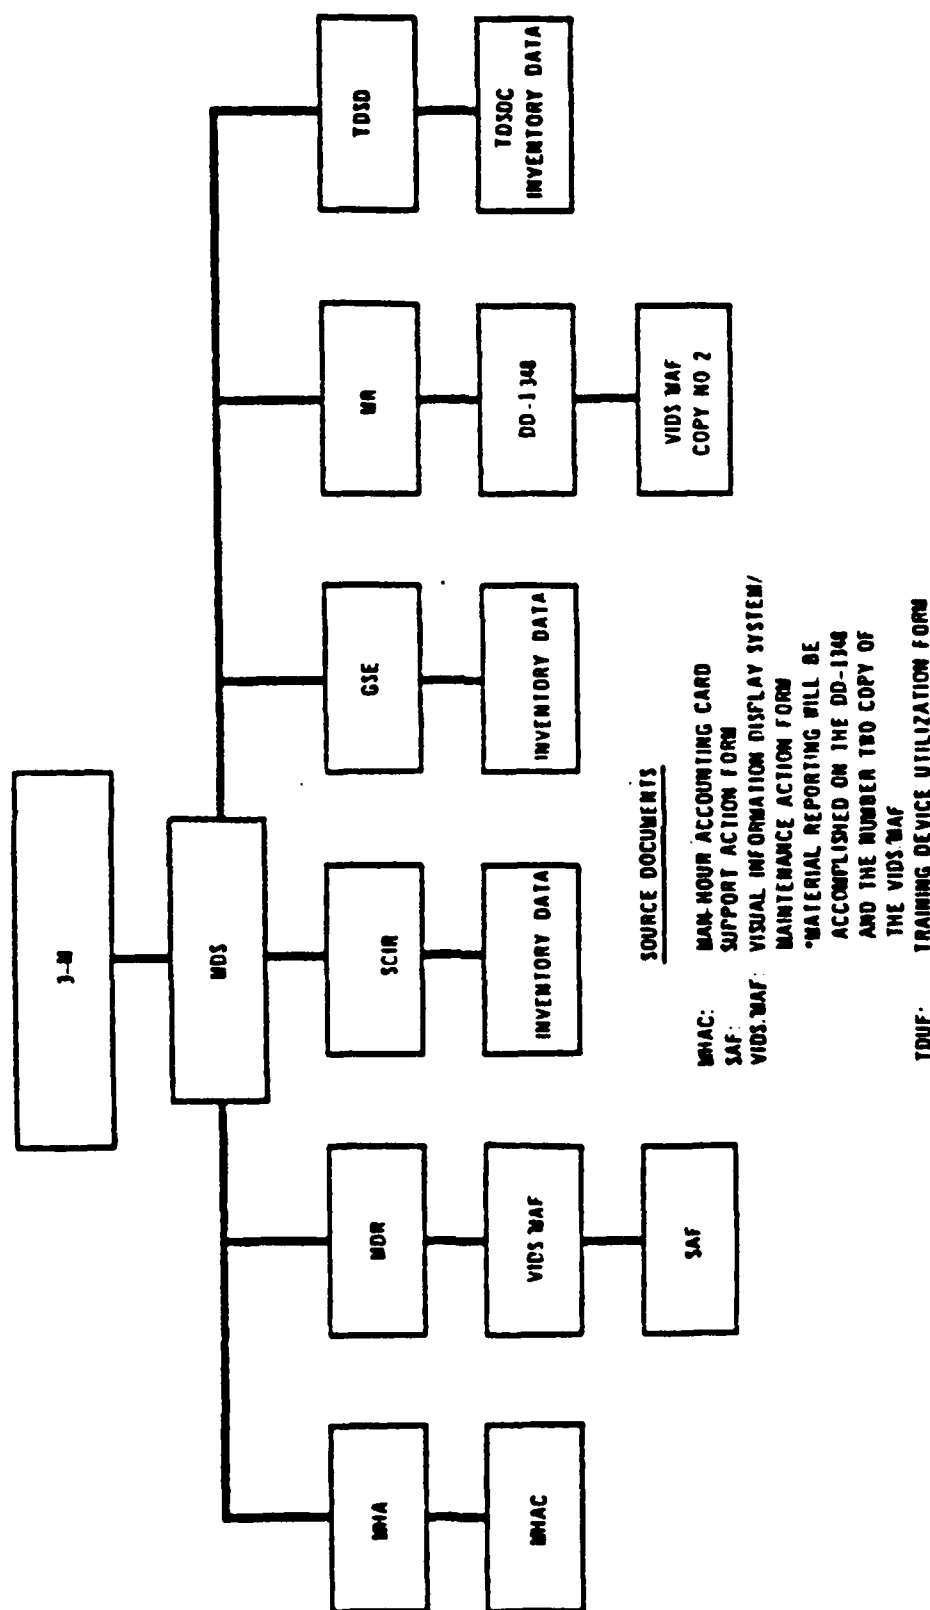 3-M
MDS
MHA
MDR
SCIR
GSE
MR
TDSD
MHAC
VIDS/MAF
INVENTORY DATA
INVENTORY DATA
DD-1348
TDSDC
INVENTORY DATA
SAF
VIDS/MAF
COPY NO 2
SOURCE DOCUMENTS
MHAC: MAN-HOUR ACCOUNTING CARD
SAF: SUPPORT ACTION FORM
VIDS/MAF: VISUAL INFORMATION DISPLAY SYSTEM/
MAINTENANCE ACTION FORM
*MATERIAL REPORTING WILL BE
ACCOMPLISHED ON THE DD-1348
AND THE NUMBER TWO COPY OF
THE VIDS/MAF
TDUF: TRAINING DEVICE UTILIZATION FORM